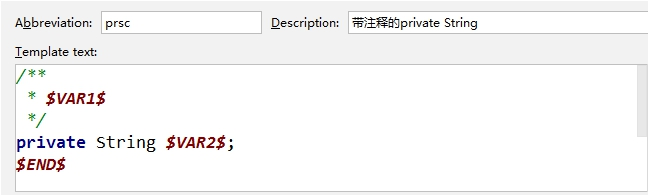 Abbreviation: prsc Description: 带注释的private String
Template text:
/**
 * $VAR1$
 */
private String $VAR2$;
$END$